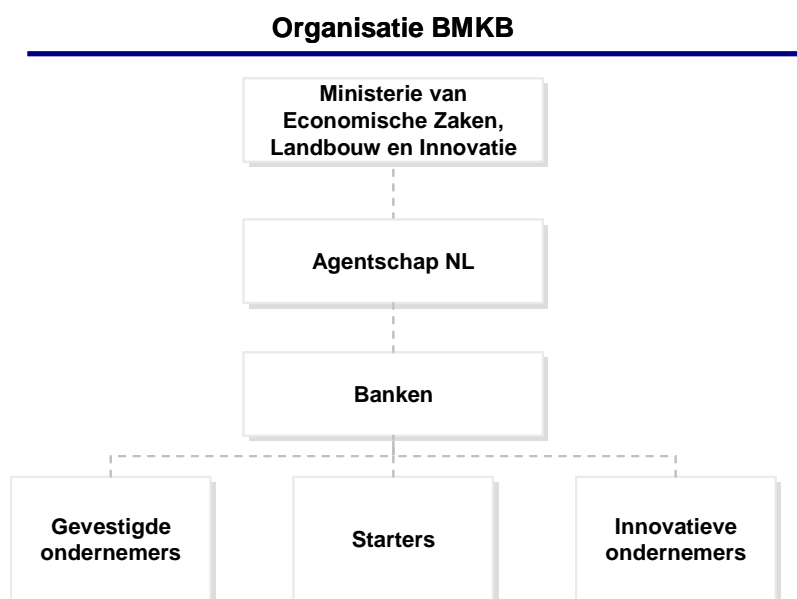 Organisatie BMKB
Ministerie van
Economische Zaken,
Landbouw en Innovatie
Agentschap NL
Banken
Gevestigde
ondernemers
Starters
Innovatieve
ondernemers